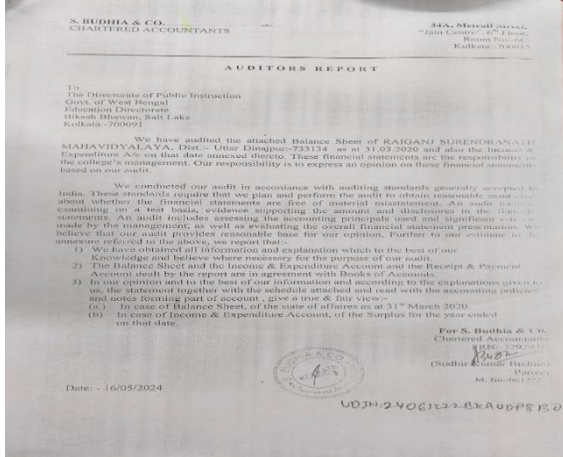 S. BUDHIA & CO.
CHARTERED ACCOUNTANTS
34A, Metcalf Street,
"Jain Centre", 6th Floor,
Room No.
Kolkata-700013
AUDITORS REPORT
To
The Directorate of Public Instruction
Govt. of West Bengal
Education Directorate
Bikash Bhawan, Salt Lake
Kolkata-700091
We have audited the attached Balance Sheet of RAIGANJ SURENDRANATH
MAHAVIDYALAYA, Dist:- Uttar Dinajpur-733134 as at 31.03.2020 and also the Income &
Expenditure A/c on that date annexed thereto. These financial statements are the responsibility of
the college's management. Our responsibility is to express an opinion on these financial statements
based on our audit.
We conducted our audit in accordance with auditing standards generally accepted in
India. These standards require that we plan and perform the audit to obtain reasonable assurance
about whether the financial statements are free of material misstatement. An audit includes
examining on a test basis, evidence supporting the amount and disclosures in the financial
statements. An audit includes assessing the accounting principals used and significant
made by the management, as well as evaluating the overall financial statement presentation. We
believe that our audit provides reasonable base for our opinion. Further to our estimate in the
annexure referred to the above, we report that:-
1) We have obtained all information and explanation which to the best of our
Knowledge and believe where necessary for the purpose of our audit.
2) The Balance Sheet and the Income & Expenditure Account and the Receipt & Payment
Account dealt by the report are in agreement with Books of Accounts.
3) In our opinion and to the best of our information and according to the explanations given to
us, the statement together with the schedule attached and read with the accounting policies
and notes forming part of account , give a true & fair view:-
(a.) In case of Balance Sheet, of the state of affaires as at 31st March 2020.
(b) In case of Income & Expenditure Account, of the Surplus for the year ended
on that date.
For S. Budhia & Co.
Chartered Accountants
(Sudhir Kumar Budhia)
Partner
M. No.-061222
Date: - 16/05/2024
UDIN:24061222BKAUDP8130